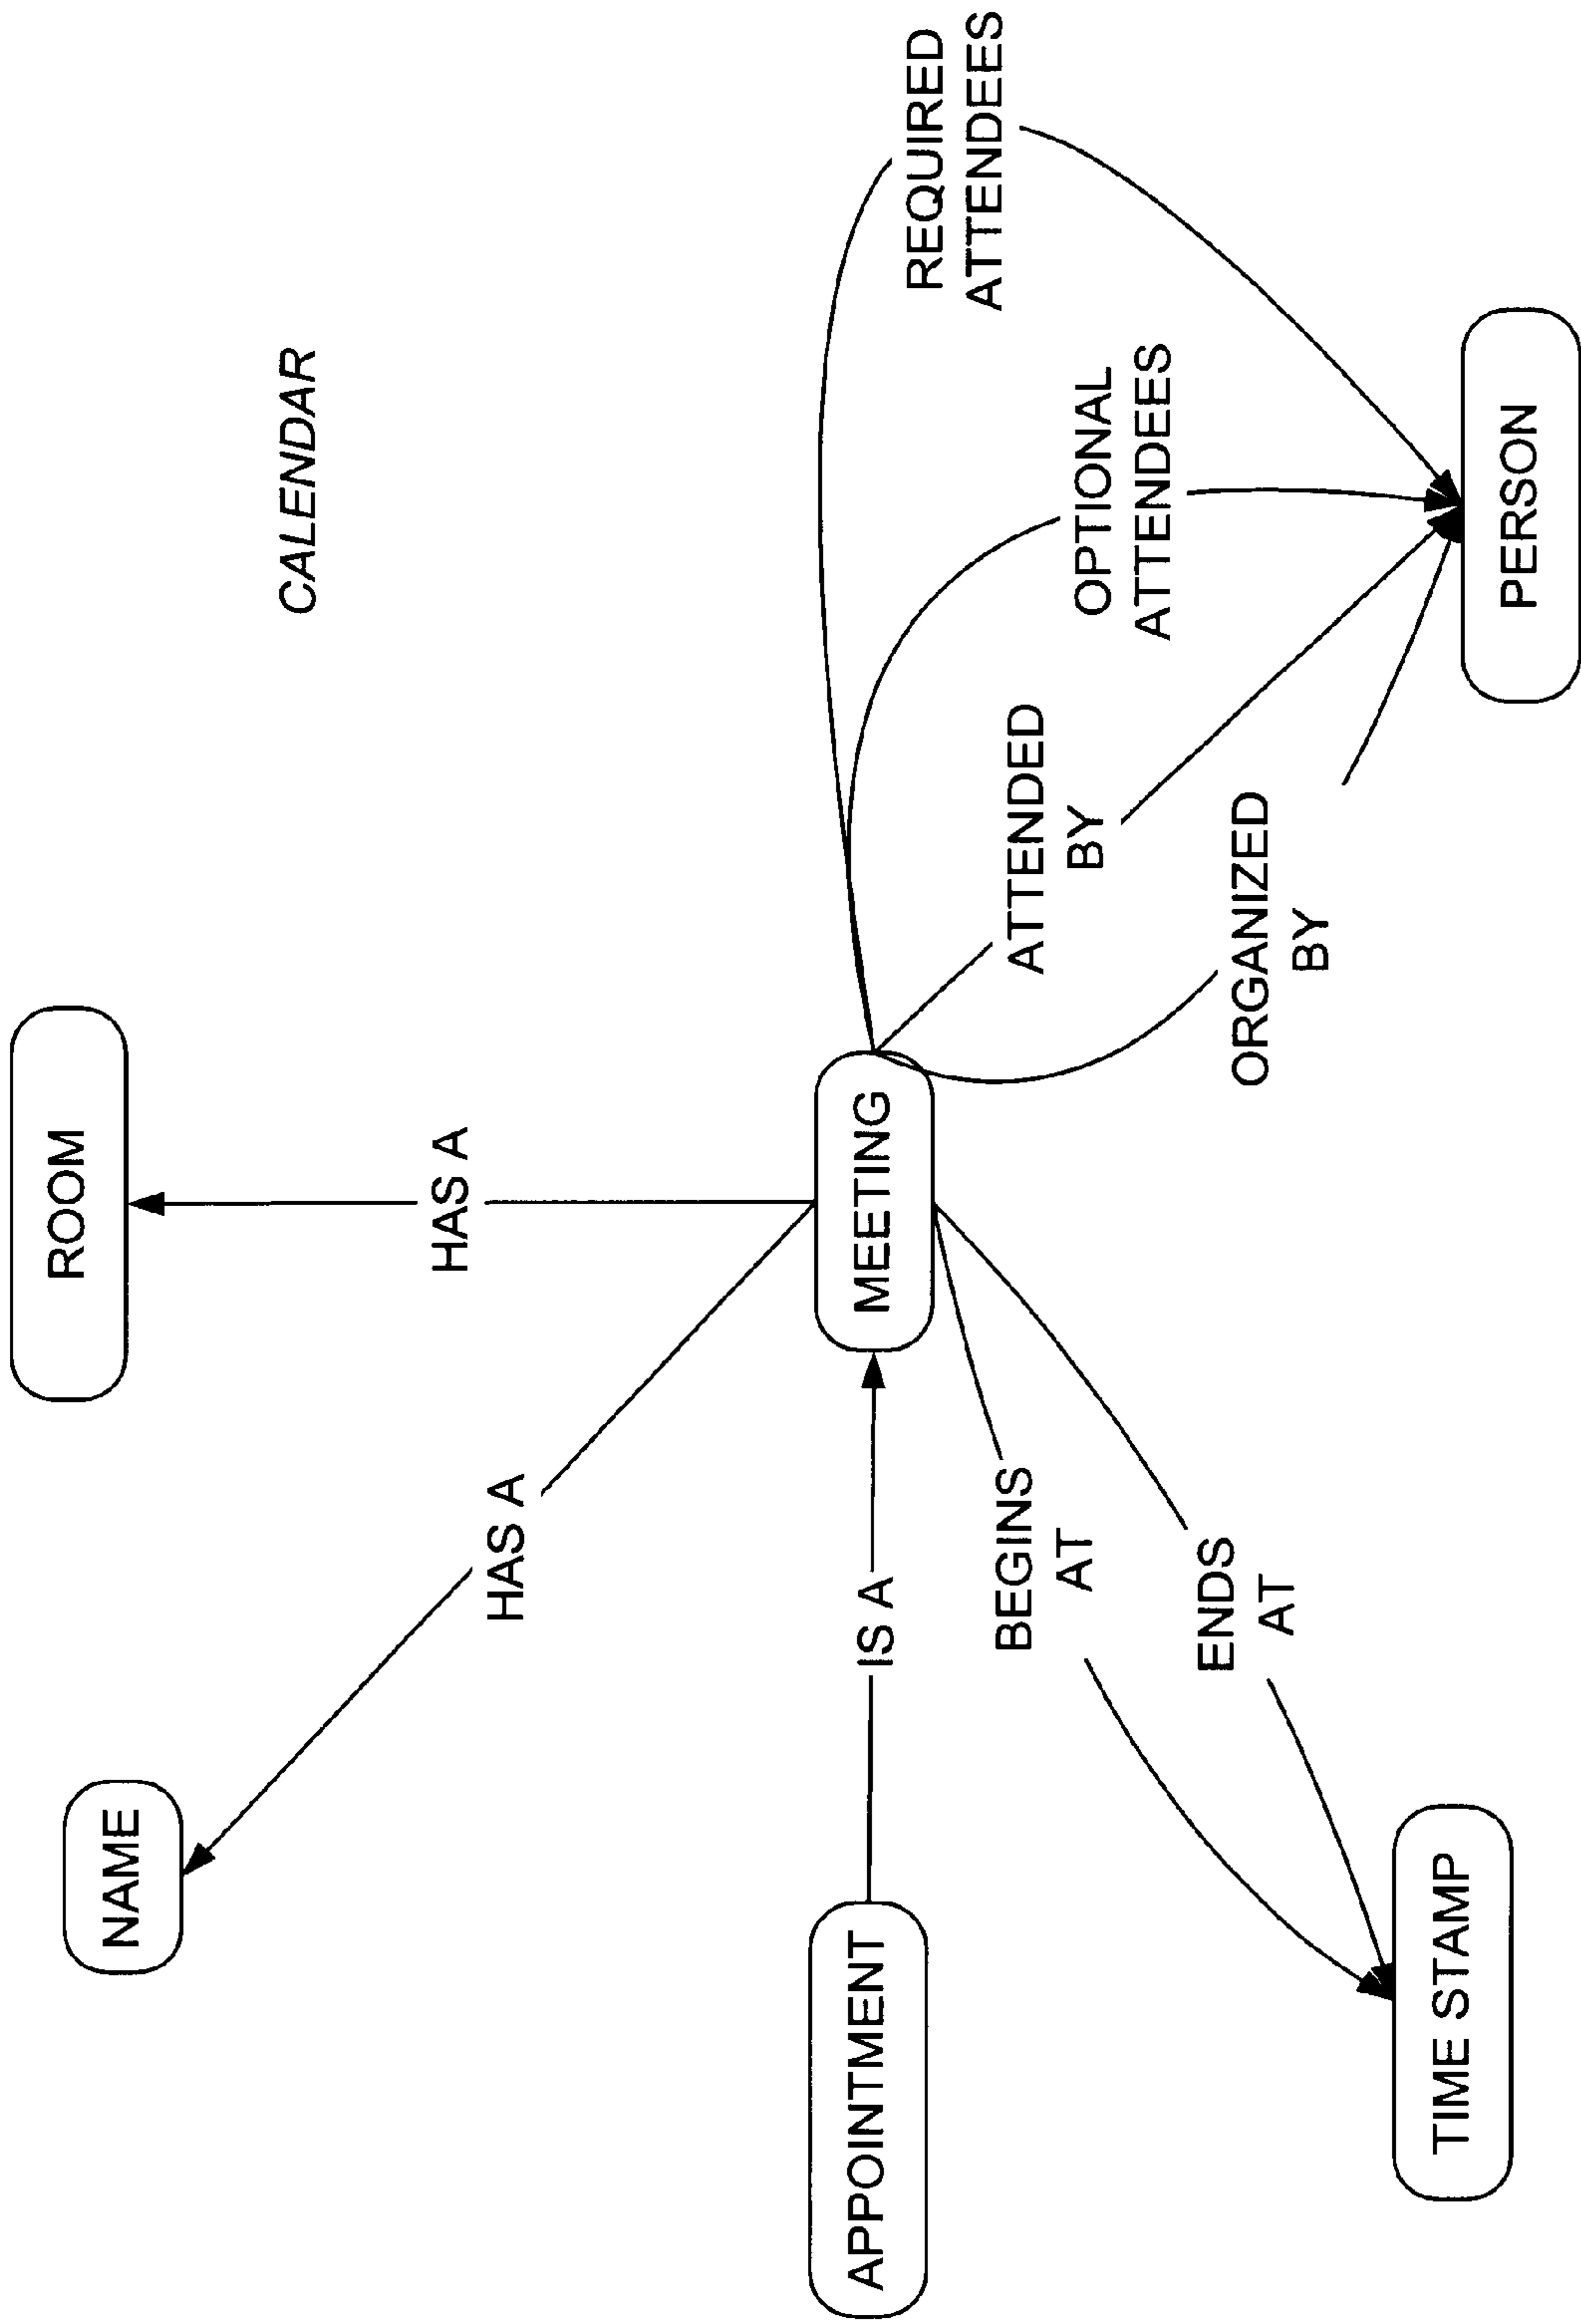 CALENDAR
ROOM
NAME
HAS A
HAS A
REQUIRED
ATTENDEES
OPTIONAL
ATTENDEES
APPOINTMENT
IS A
MEETING
ATTENDED
BY
BEGINS
AT
ORGANIZED
BY
ENDS
AT
TIME STAMP
PERSON